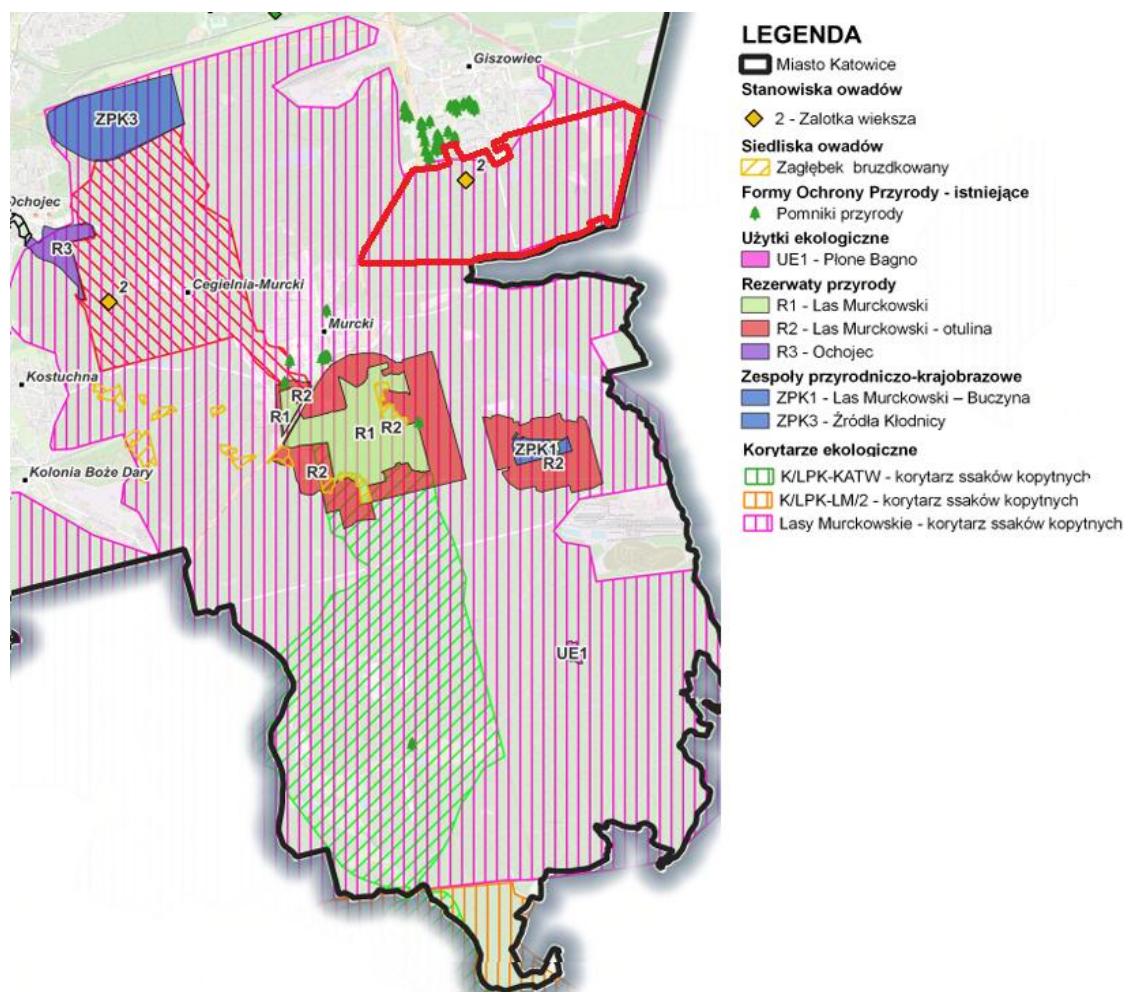 Giszowiec
ZPK3
2
Ochojec
R3
2
Cegielnia-Murcki
Murcki
Kostuchna
R2
R1
R1
R2
ZPK1
R2
R2
Kolonia Boże Dary
UE1
LEGENDA
Miasto Katowice
Stanowiska owadów
2 - Zalotka wieksza
Siedliska owadów
Zagłębek bruzdkowany
Formy Ochrony Przyrody - istniejące
Pomniki przyrody
Użytki ekologiczne
UE1 - Płone Bagno
Rezerwaty przyrody
R1 - Las Murckowski
R2 - Las Murckowski - otulina
R3 - Ochojec
Zespoły przyrodniczo-krajobrazowe
ZPK1 - Las Murckowski – Buczyna
ZPK3 - Źródła Kłodnicy
Korytarze ekologiczne
K/LPK-KATW - korytarz ssaków kopytnych
K/LPK-LM/2 - korytarz ssaków kopytnych
Lasy Murckowskie - korytarz ssaków kopytnych